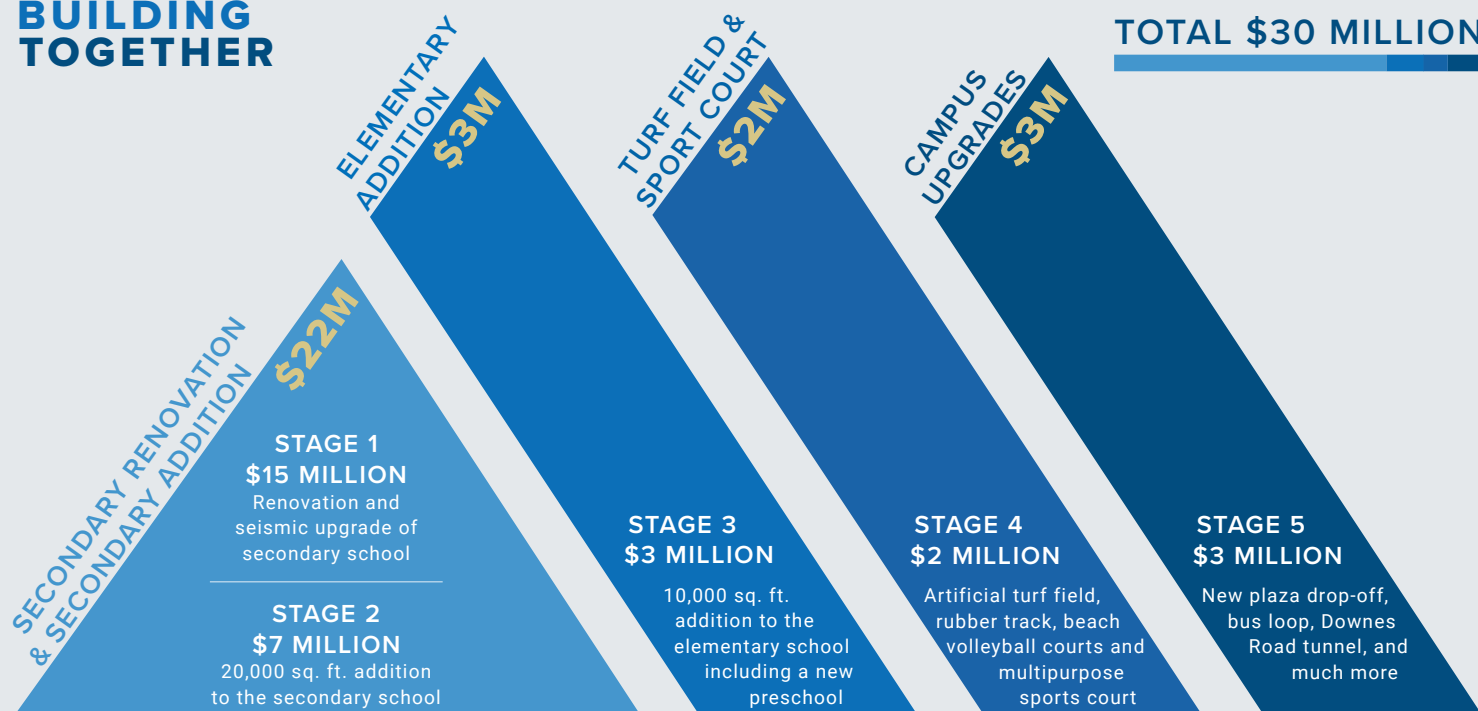 BUILDING
TOGETHER
TOTAL $30 MILLION
SECONDARY RENOVATION
& SECONDARY ADDITION
$22M
STAGE 1
$15 MILLION
Renovation and
seismic upgrade of
secondary school
STAGE 2
$7 MILLION
20,000 sq. ft. addition
to the secondary school
ELEMENTARY
ADDITION
$3M
STAGE 3
$3 MILLION
10,000 sq. ft.
addition to the
elementary school
including a new
preschool
TURF FIELD &
SPORT COURT
$2M
STAGE 4
$2 MILLION
Artificial turf field,
rubber track, beach
volleyball courts and
multipurpose
sports court
CAMPUS
UPGRADES
$3M
STAGE 5
$3 MILLION
New plaza drop-off,
bus loop, Downes
Road tunnel, and
much more